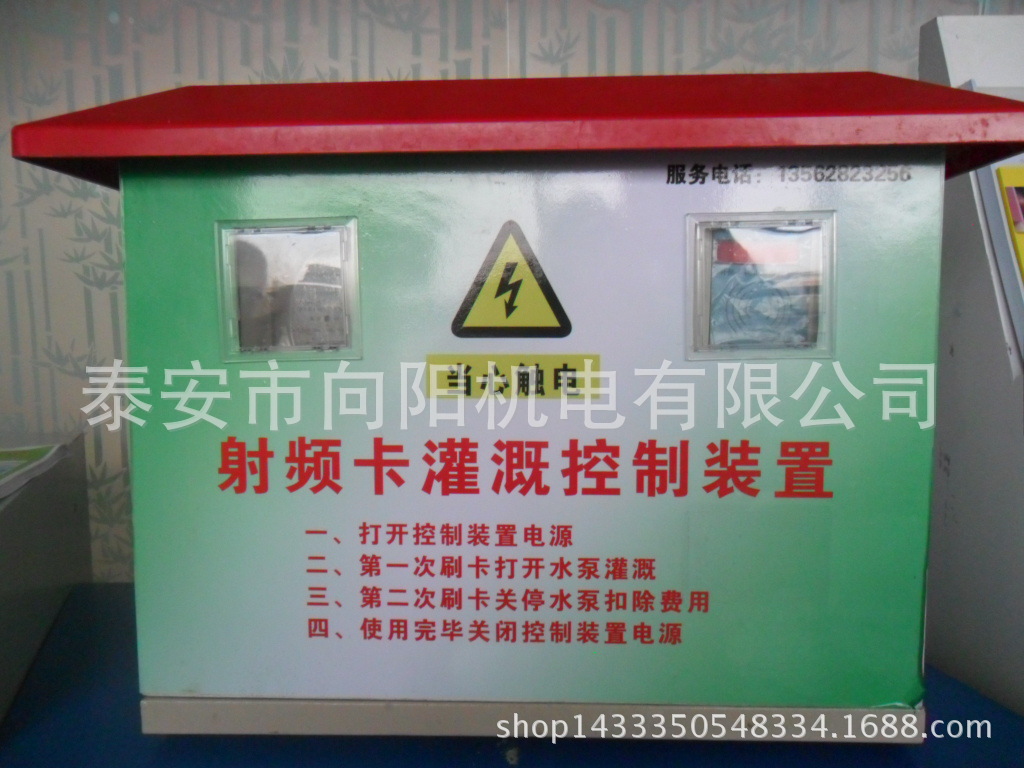 服务电话：13562823256
当心触电
泰安市向阳机电有限公司
射频卡灌溉控制装置
一、打开控制装置电源
二、第一次刷卡打开水泵灌溉
三、第二次刷卡关停水泵扣除费用
四、使用完毕关闭控制装置电源
shop1433350548334.1688.com